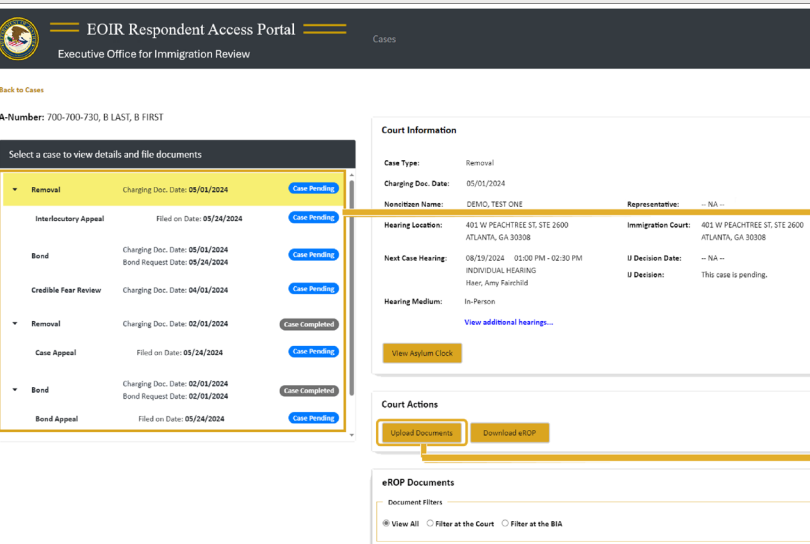 EOIR Respondent Access Portal
Executive Office for Immigration Review
Cases
Back to Cases
A-Number: 700-700-730, B LAST, B FIRST
Select a case to view details and file documents
Removal Charging Doc. Date: 05/01/2024 Case Pending
Interlocutory Appeal Filed on Date: 05/24/2024 Case Pending
Bond Charging Doc. Date: 05/01/2024
Bond Request Date: 05/24/2024 Case Pending
Credible Fear Review Charging Doc. Date: 04/01/2024 Case Pending
Removal Charging Doc. Date: 02/01/2024 Case Completed
Case Appeal Filed on Date: 05/24/2024 Case Pending
Bond Charging Doc. Date: 02/01/2024
Bond Request Date: 02/01/2024 Case Completed
Bond Appeal Filed on Date: 05/24/2024 Case Pending
Court Information
Case Type: Removal
Charging Doc. Date: 05/01/2024
Noncitizen Name: DEMO, TEST ONE Representative: -- NA --
Hearing Location: 401 W PEACHTREE ST, STE 2600 Immigration Court: 401 W PEACHTREE ST, STE 2600
ATLANTA, GA 30308 ATLANTA, GA 30308
Next Case Hearing: 08/19/2024 01:00 PM - 02:30 PM IJ Decision Date: -- NA --
INDIVIDUAL HEARING IJ Decision: This case is pending.
Haer, Amy Fairchild
Hearing Medium: In-Person
View additional hearings...
View Asylum Clock
Court Actions
Upload Documents Download eROP
eROP Documents
Document Filters
View All Filter at the Court Filter at the BIA